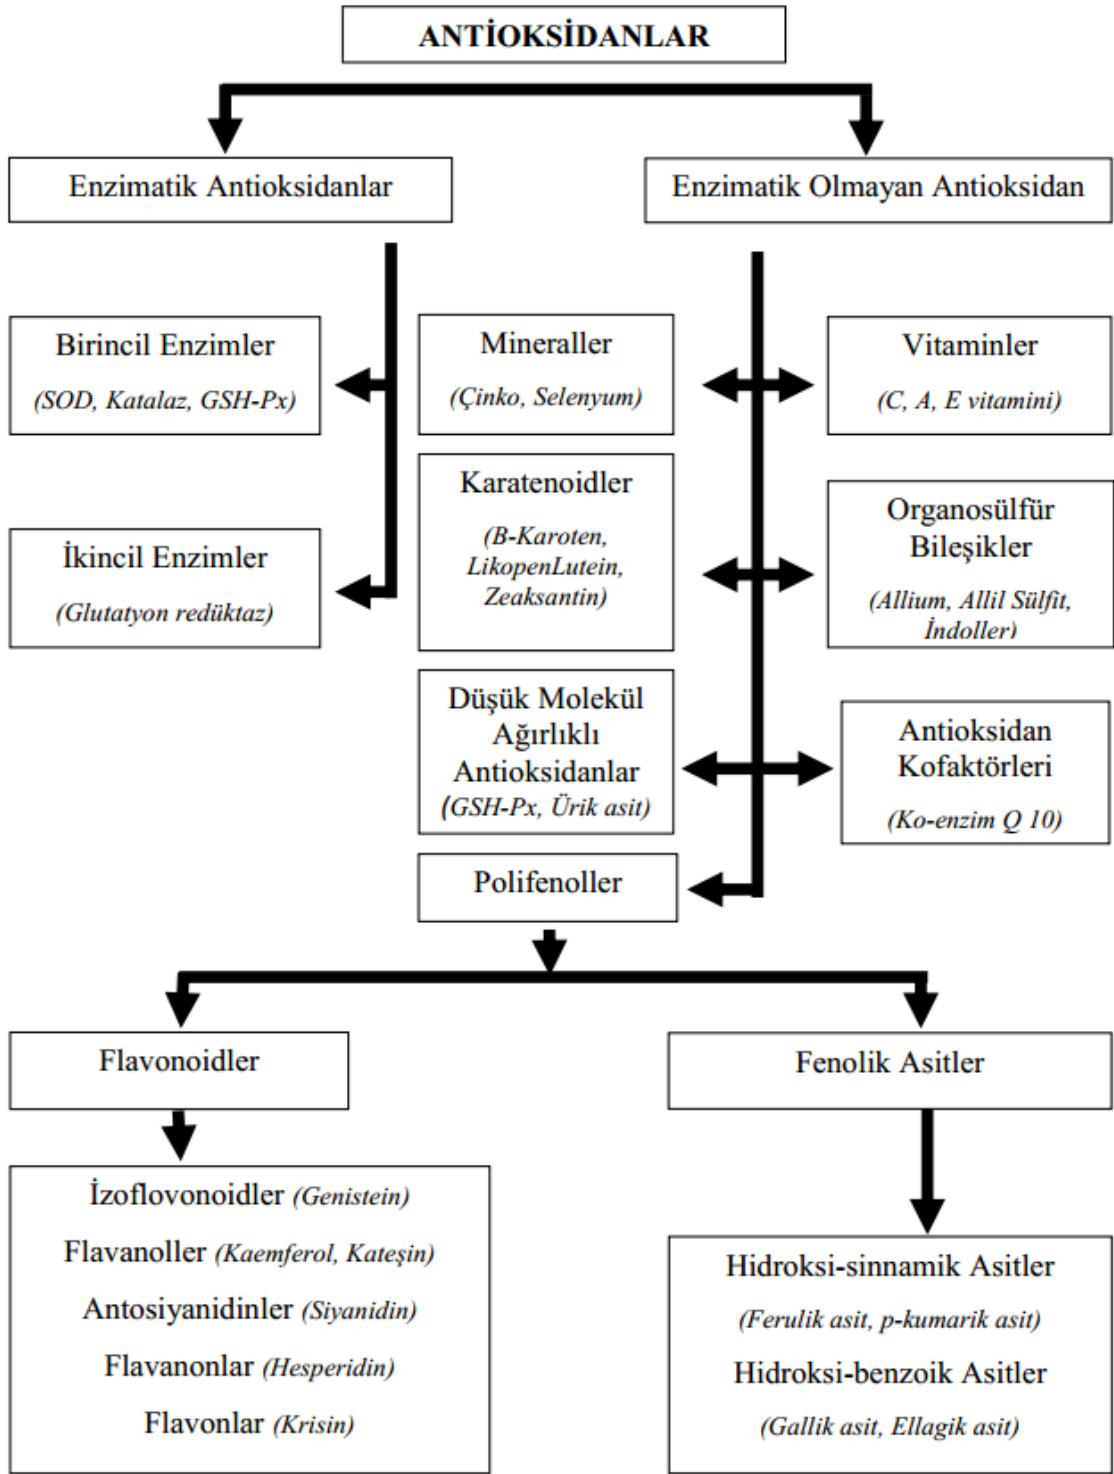 ANTİOKSİDANLAR
Enzimatik Antioksidanlar
Enzimatik Olmayan Antioksidan
Birincil Enzimler
(SOD, Katalaz, GSH-Px)
Mineraller
(Çinko, Selenyum)
Vitaminler
(C, A, E vitamini)
İkincil Enzimler
(Glutatyon redüktaz)
Karatenoidler
(B-Karoten,
LikopenLutein,
Zeaksantin)
Organosülfür
Bileşikler
(Allium, Allil Sülfit,
İndoller)
Düşük Molekül
Ağırlıklı
Antioksidanlar
(GSH-Px, Ürik asit)
Antioksidan
Kofaktörleri
(Ko-enzim Q 10)
Polifenoller
Flavonoidler
Fenolik Asitler
İzoflovonoidler (Genistein)
Flavanoller (Kaemferol, Kateşin)
Antosiyanidinler (Siyanidin)
Flavanonlar (Hesperidin)
Flavonlar (Krisin)
Hidroksi-sinnamik Asitler
(Ferulik asit, p-kumarik asit)
Hidroksi-benzoik Asitler
(Gallik asit, Ellagik asit)